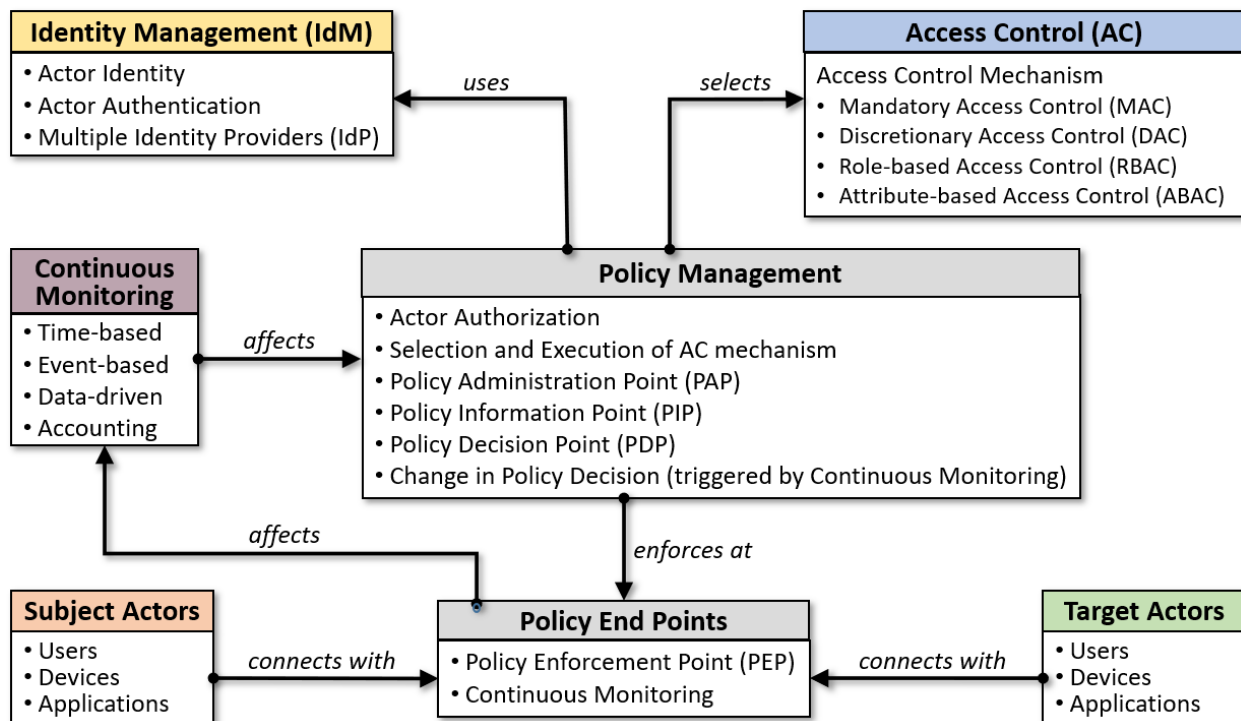 Identity Management (IdM)
• Actor Identity
• Actor Authentication
• Multiple Identity Providers (IdP)
uses
selects
Access Control (AC)
Access Control Mechanism
• Mandatory Access Control (MAC)
• Discretionary Access Control (DAC)
• Role-based Access Control (RBAC)
• Attribute-based Access Control (ABAC)
Continuous
Monitoring
• Time-based
• Event-based
• Data-driven
• Accounting
affects
Policy Management
• Actor Authorization
• Selection and Execution of AC mechanism
• Policy Administration Point (PAP)
• Policy Information Point (PIP)
• Policy Decision Point (PDP)
• Change in Policy Decision (triggered by Continuous Monitoring)
affects
enforces at
Subject Actors
• Users
• Devices
• Applications
connects with
Policy End Points
• Policy Enforcement Point (PEP)
• Continuous Monitoring
connects with
Target Actors
• Users
• Devices
• Applications